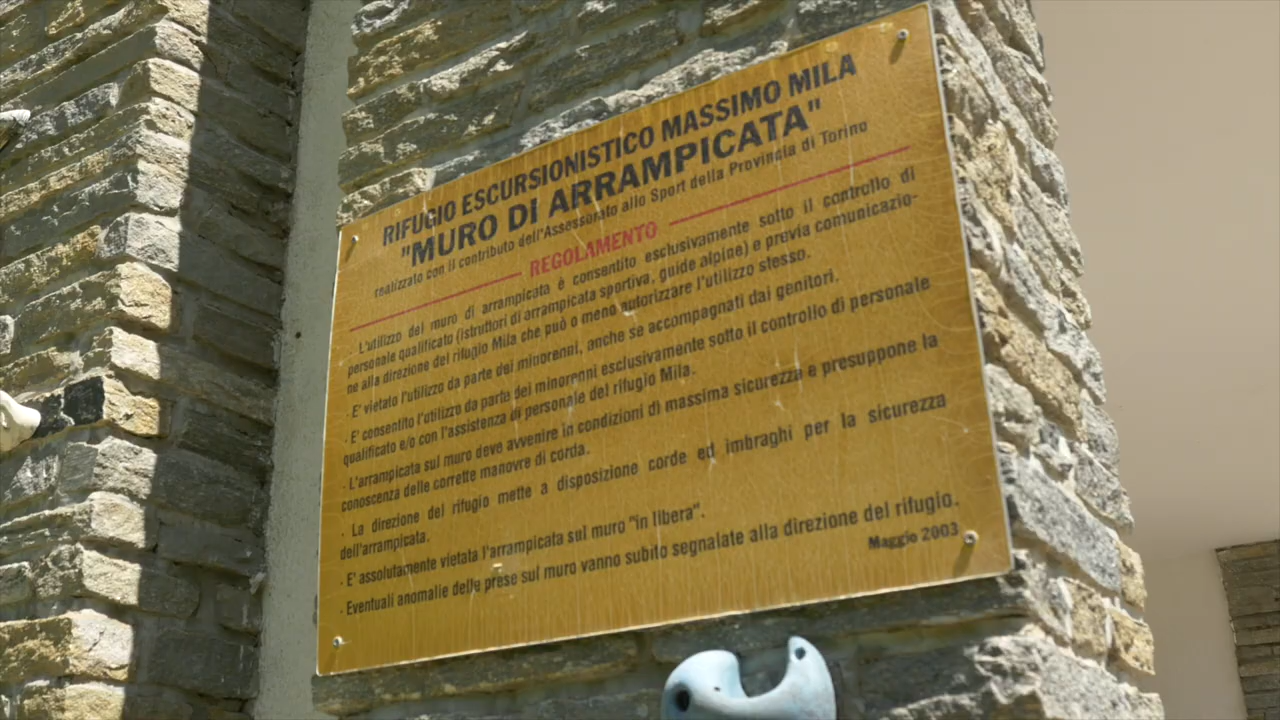 RIFUGIO ESCURSIONISTICO MASSIMO MILA
"MURO DI ARRAMPICATA"
realizzato con il contributo dell'Assessorato allo Sport della Provincia di Torino
REGOLAMENTO
L'utilizzo del muro di arrampicata è consentito esclusivamente sotto il controllo di
personale qualificato (istruttori di arrampicata sportiva, guide alpine) e previa comunicazio-
ne alla direzione del rifugio Mila che può o meno autorizzare l'utilizzo stesso.
· E' vietato l'utilizzo da parte dei minorenni, anche se accompagnati dai genitori.
· E' consentito l'utilizzo da parte dei minorenni esclusivamente sotto il controllo di personale
qualificato e/o con l'assistenza di personale del rifugio Mila.
· L'arrampicata sul muro deve avvenire in condizioni di massima sicurezza e presuppone la
conoscenza delle corrette manovre di corda.
· La direzione del rifugio mette a disposizione corde ed imbraghi per la sicurezza
dell'arrampicata.
· E' assolutamente vietata l'arrampicata sul muro "in libera".
· Eventuali anomalie delle prese sul muro vanno subito segnalate alla direzione del rifugio.
Maggio 2003